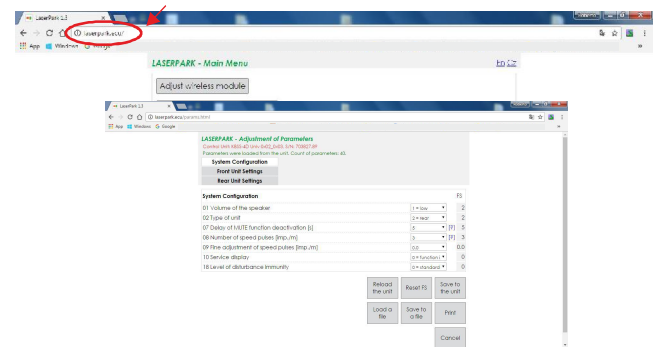 LaserPark 1.3
laserpark.ecu/
App Windows G Google
LASERPARK - Main Menu
En Cz
Adjust wireless module
LaserPark 1.3
laserpark.ecu/params.html
App Windows G Google
LASERPARK - Adjustment of Parameters
Parameters were loaded from the unit. Count of parameters: 43.
System Configuration
Front Unit Settings
Rear Unit Settings
System Configuration FS
01 Volume of the speaker 1 = low 2
02 Type of unit 2 = rear 2
07 Delay of MUTE function deactivation [s] 5 [F] 5
08 Number of speed pulses [imp./m] 3 [F] 3
09 Fine adjustment of speed pulses [imp./m] 0.0 0.0
10 Service display 0 = function i 0
18 Level of disturbance immunity 0 = standard 0
Reload the unit
Reset FS
Save to the unit
Load a file
Save to a file
Print
Cancel